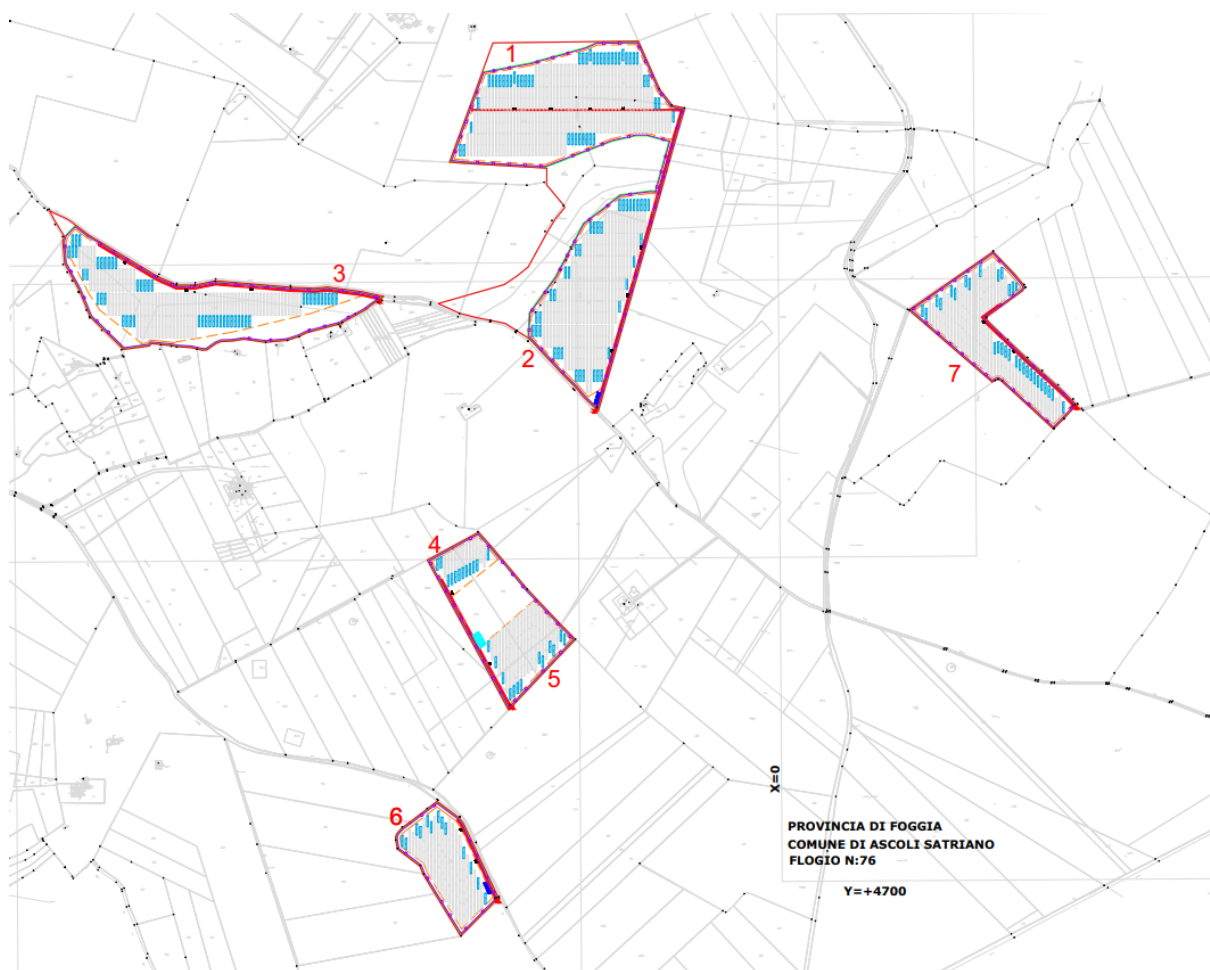 1
3
2
7
4
5
6
X=0
PROVINCIA DI FOGGIA
COMUNE DI ASCOLI SATRIANO
FLOGIO N:76
Y=+4700